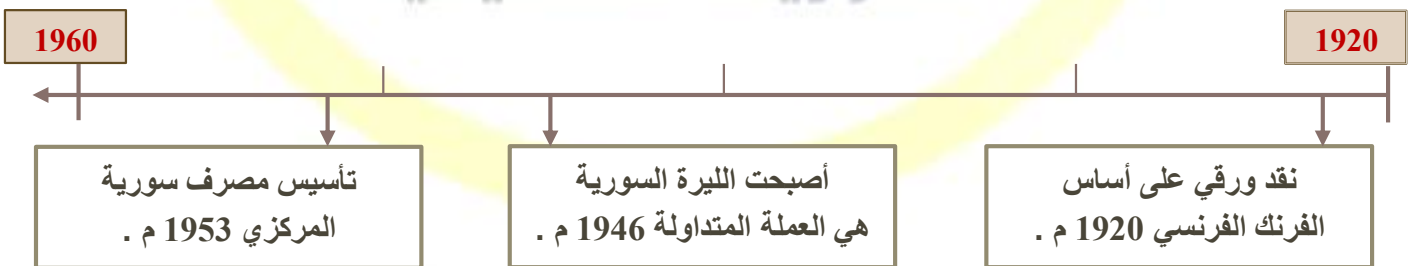 1920
1960
نقد ورقي على أساس
الفرنك الفرنسي 1920 م .
أصبحت الليرة السورية
هي العملة المتداولة 1946 م .
تأسيس مصرف سورية
المركزي 1953 م .